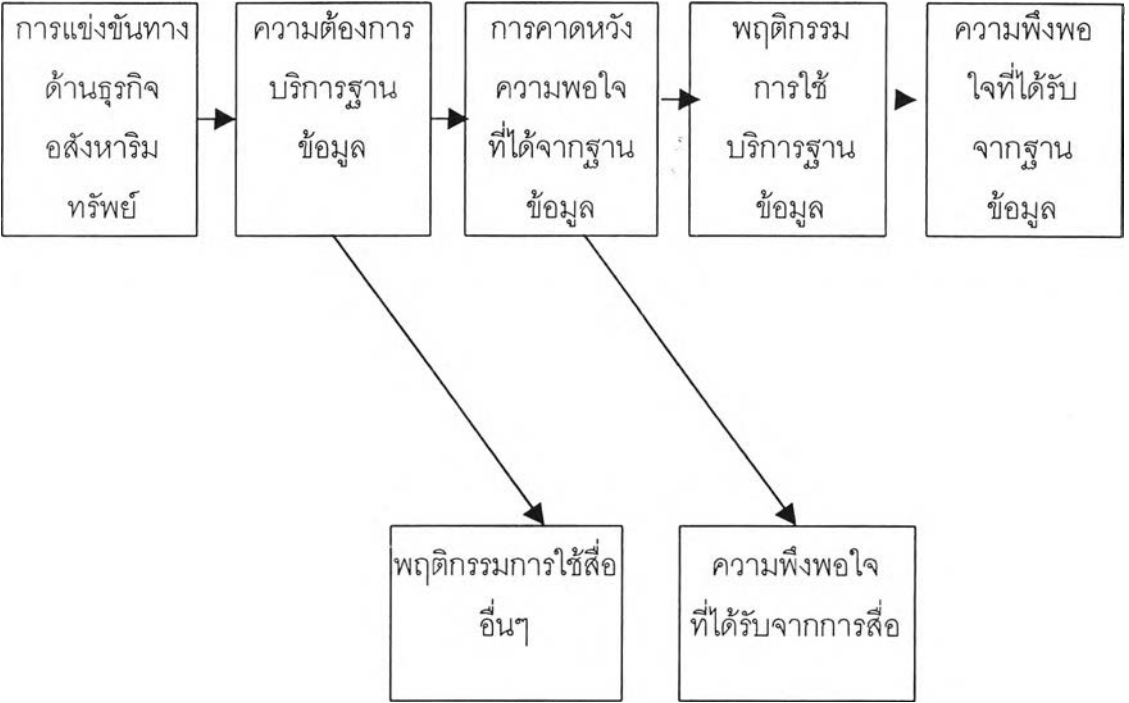 การแข่งขันทาง
ด้านธุรกิจ
อสังหาริม
ทรัพย์
ความต้องการ
บริการฐาน
ข้อมูล
การคาดหวัง
ความพอใจ
ที่ได้จากฐาน
ข้อมูล
พฤติกรรม
การใช้
บริการฐาน
ข้อมูล
ความพึงพอ
ใจที่ได้รับ
จากฐาน
ข้อมูล
พฤติกรรมการใช้สื่อ
อื่นๆ
ความพึงพอใจ
ที่ได้รับจากการสื่อ